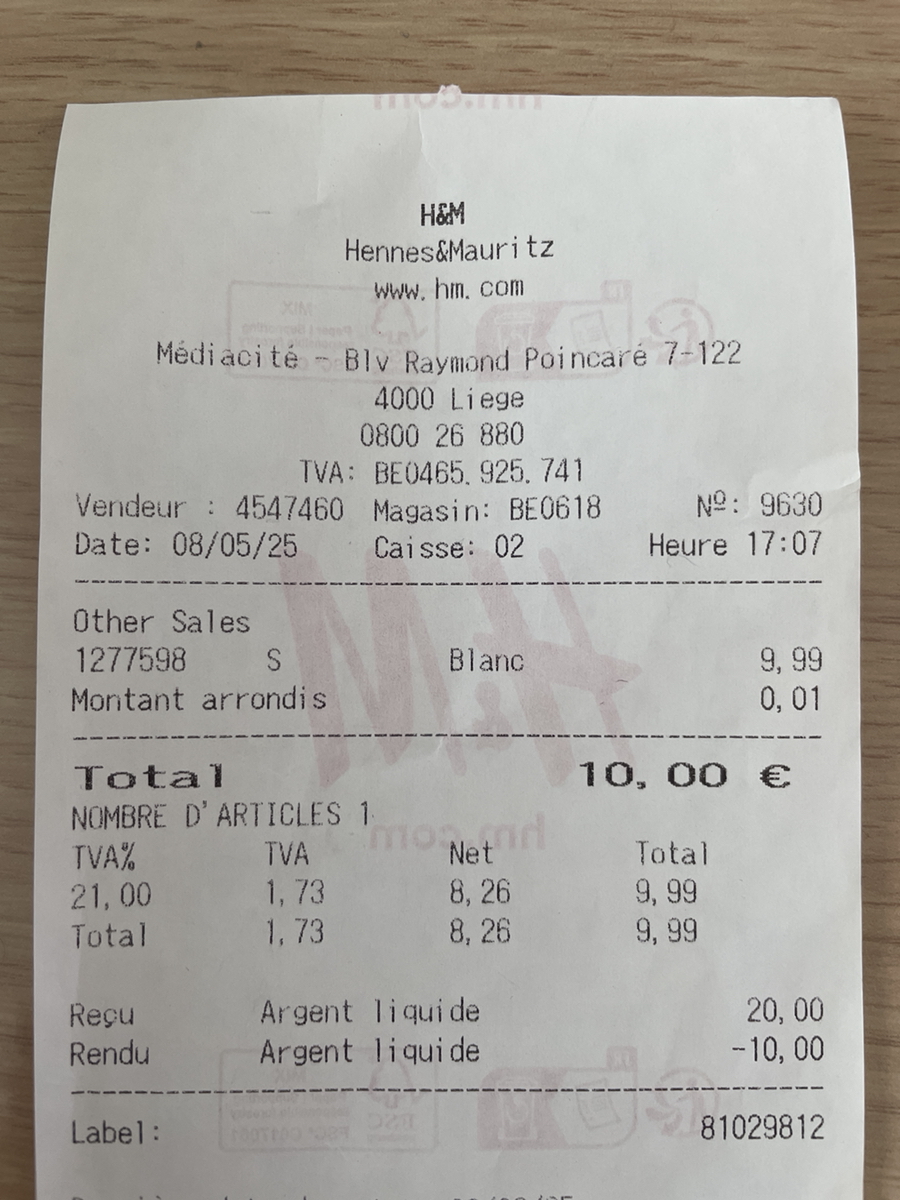 hm.com
H&M
Hennes&Mauritz
www.hm.com
Médiacité - Blv Raymond Poincaré 7-122
4000 Liege
0800 26 880
TVA: BE0465.925.741
Vendeur : 4547460 Magasin: BE0618 Nº: 9630
Date: 08/05/25 Caisse: 02 Heure 17:07
Other Sales
1277598 S Blanc 9,99
Montant arrondis 0,01
H&M
Total 10,00 €
NOMBRE D'ARTICLES 1
hm.com
TVA% TVA Net Total
21,00 1,73 8,26 9,99
Total 1,73 8,26 9,99
Reçu Argent liquide 20,00
Rendu Argent liquide -10,00
Label: 81029812